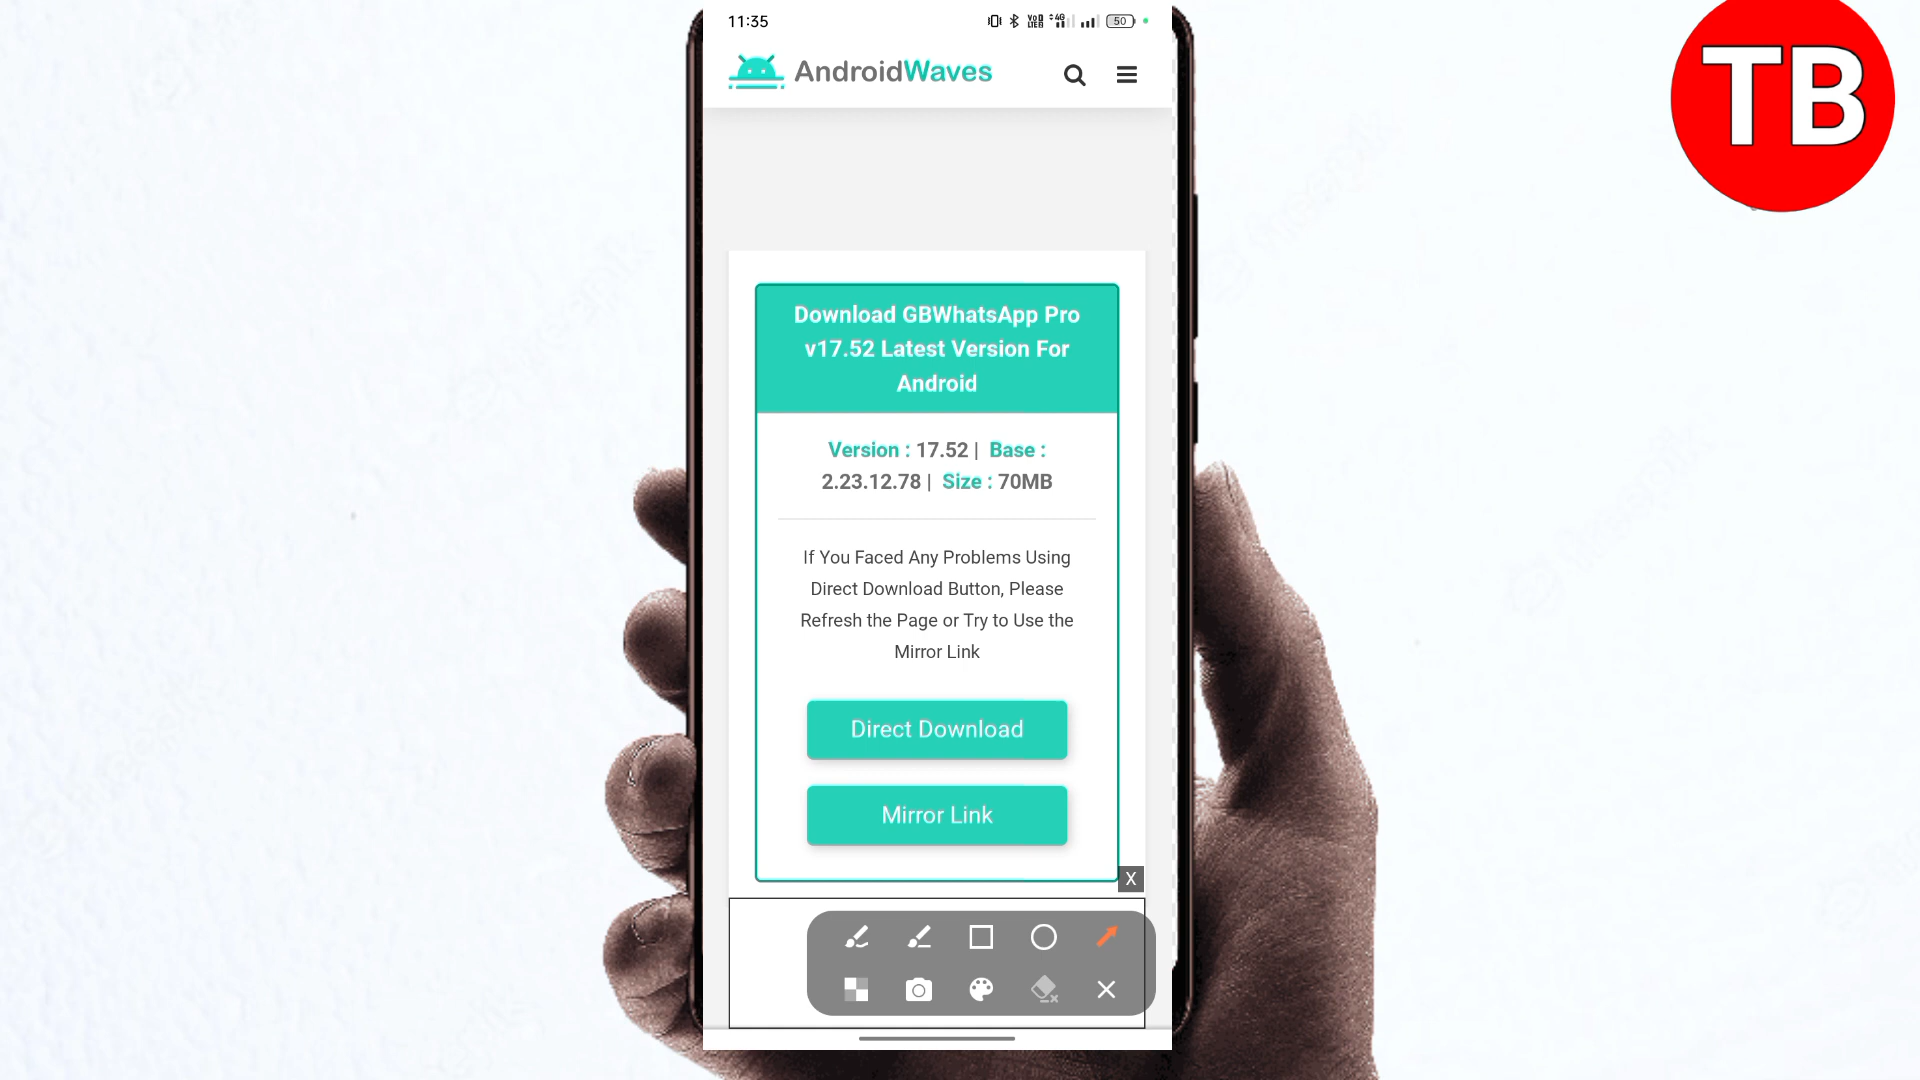 11:35
50
TB
AndroidWaves
Download GBWhatsApp Pro
v17.52 Latest Version For
Android
Version : 17.52 | Base :
2.23.12.78 | Size : 70MB
If You Faced Any Problems Using
Direct Download Button, Please
Refresh the Page or Try to Use the
Mirror Link
Direct Download
Mirror Link
X